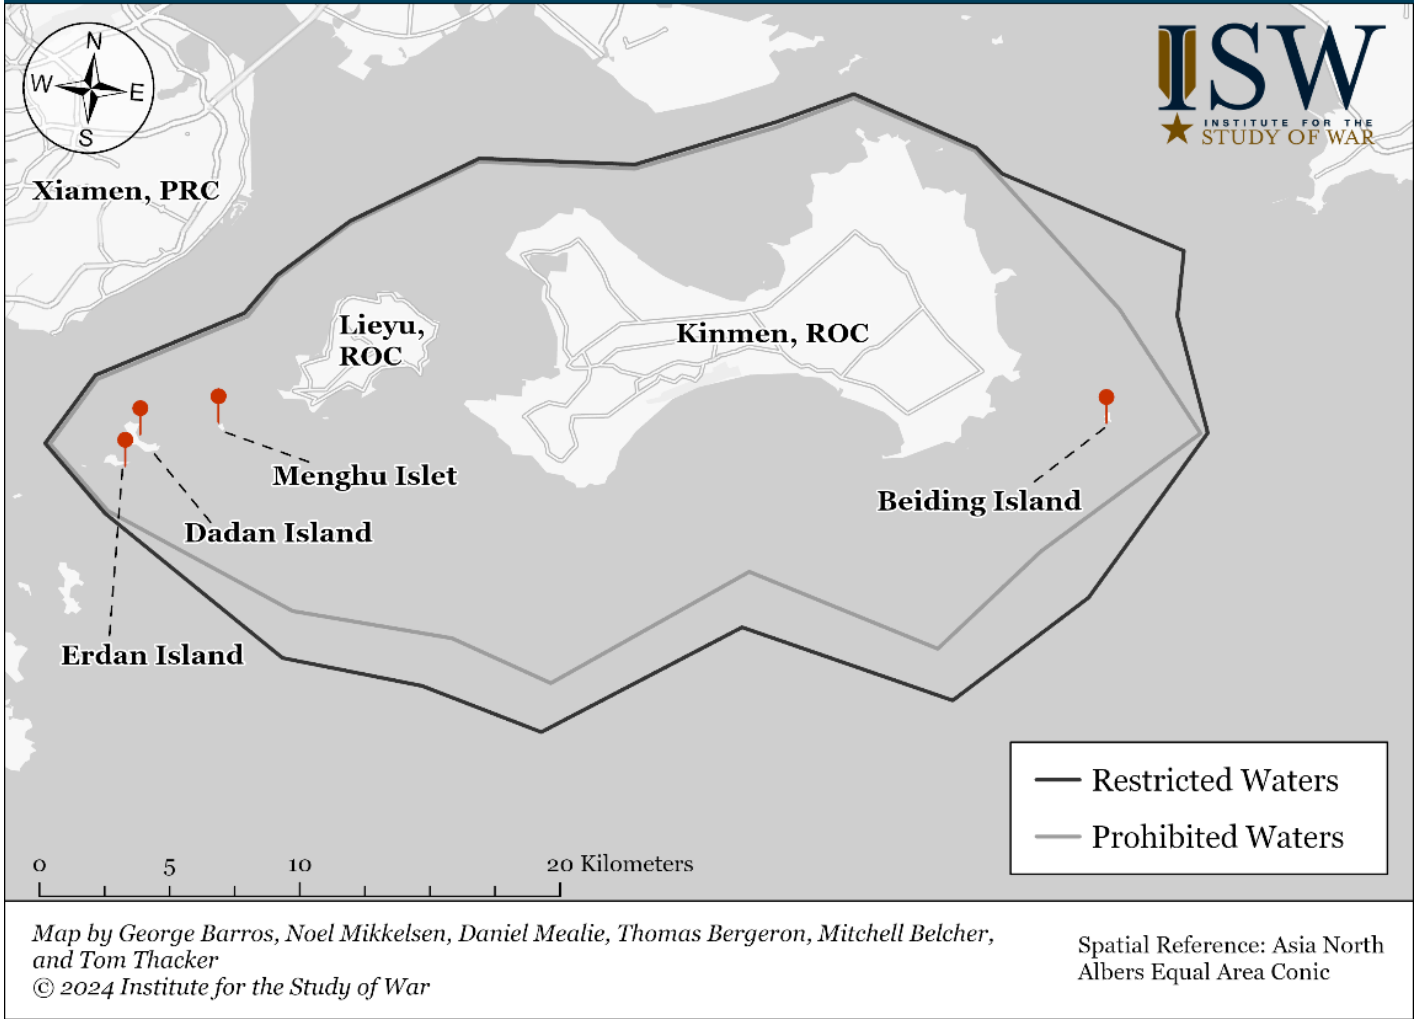 N
W E
S
ISW
INSTITUTE FOR THE
STUDY OF WAR
Xiamen, PRC
Lieyu,
ROC
Kinmen, ROC
Menghu Islet
Beiding Island
Dadan Island
Erdan Island
Restricted Waters
Prohibited Waters
0 5 10 20 Kilometers
Map by George Barros, Noel Mikkelsen, Daniel Mealie, Thomas Bergeron, Mitchell Belcher,
and Tom Thacker
© 2024 Institute for the Study of War
Spatial Reference: Asia North
Albers Equal Area Conic